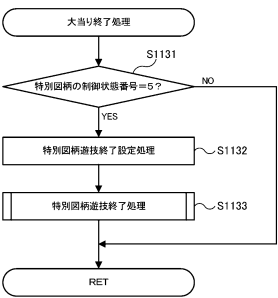 大当り終了処理
S1131
特別図柄の制御状態番号=5?
NO
YES
特別図柄遊技終了設定処理
S1132
特別図柄遊技終了処理
S1133
RET